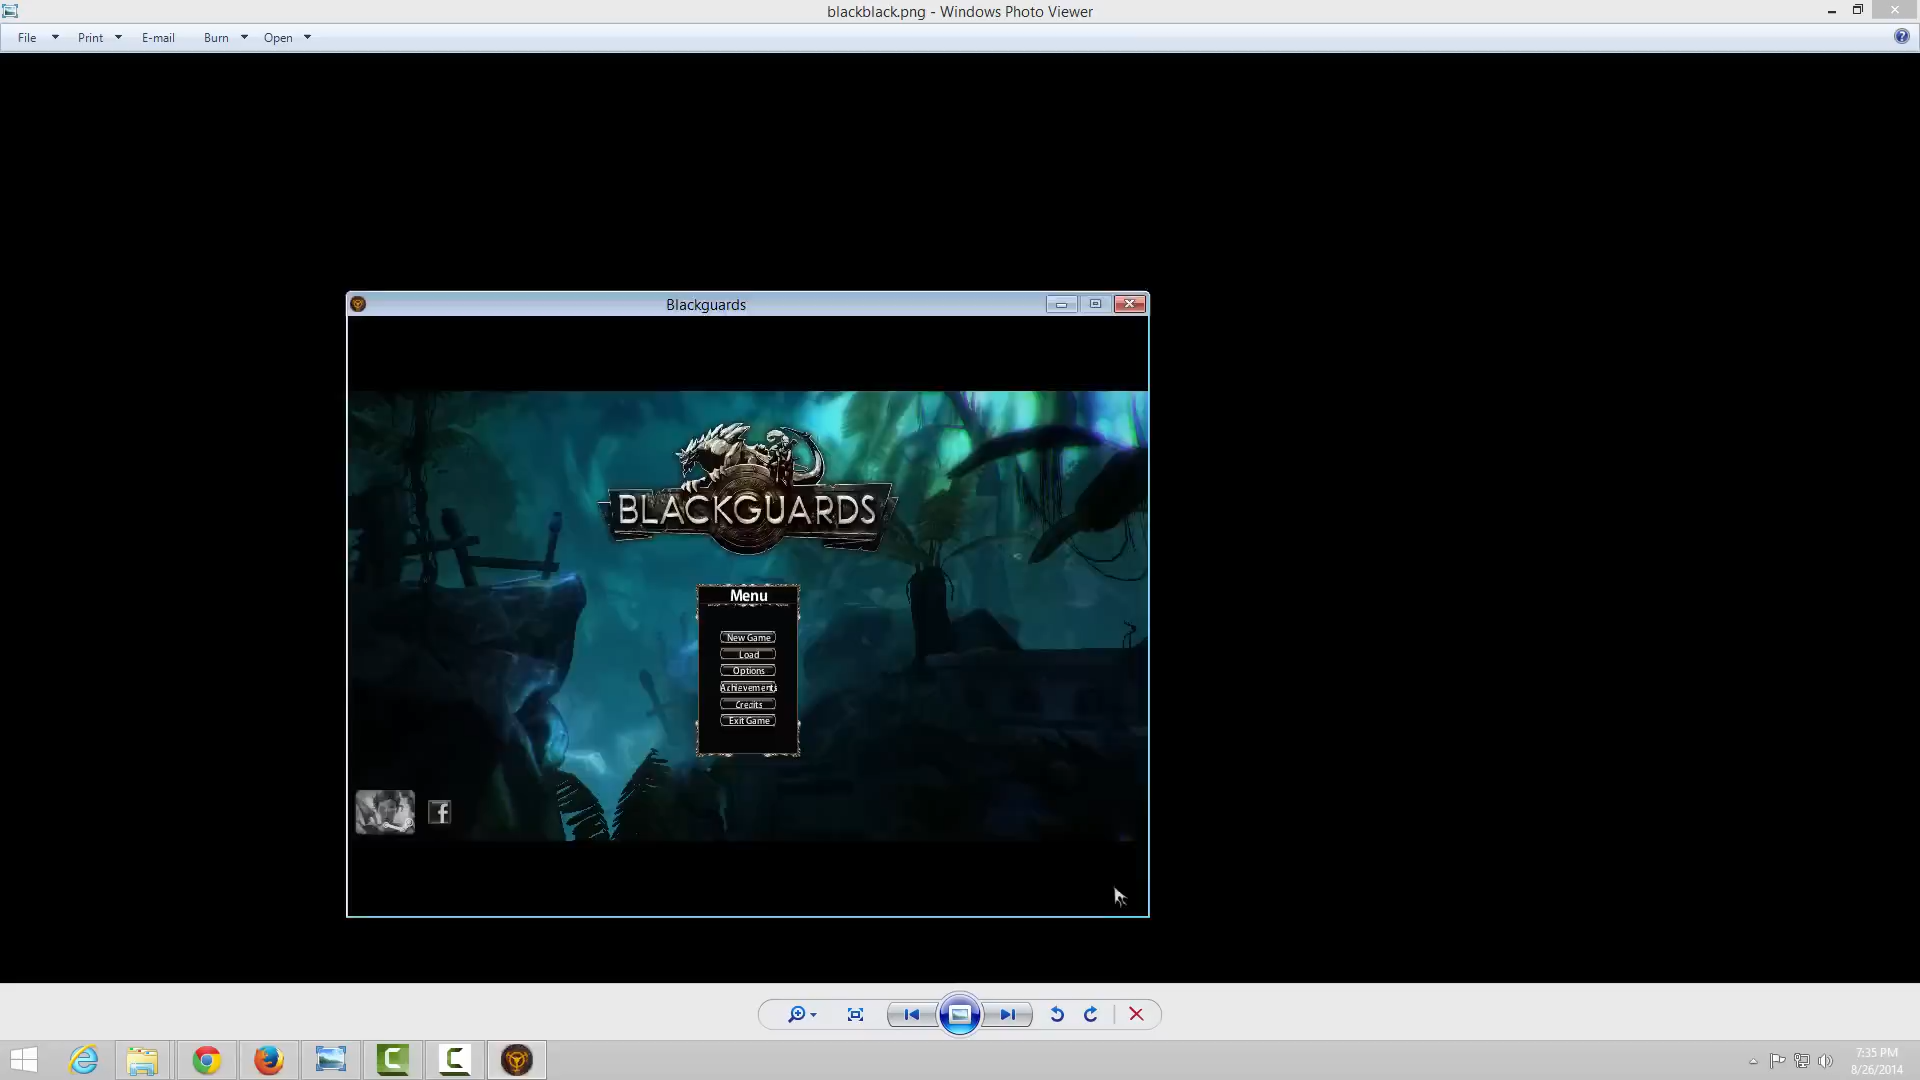 blackblack.png - Windows Photo Viewer
File Print E-mail Burn Open
Blackguards
BLACKGUARDS
Menu
New Game
Load
Options
Achievements
Credits
Exit Game
7:35 PM
8/26/2014